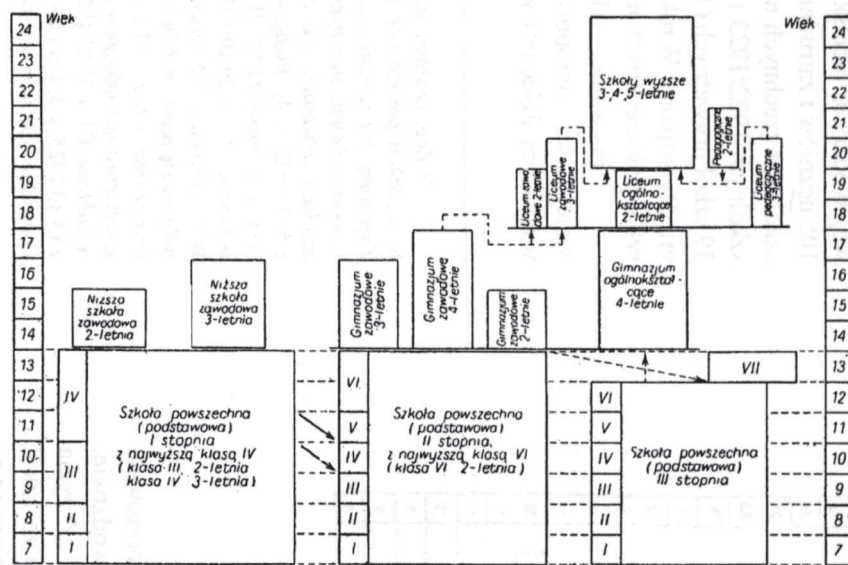 Wiek
24
23
22
21
20
19
18
17
16
15
14
13
12
11
10
9
8
7
Niższa
szkoła
zawodowa
2-letnia
Niższa
szkoła
zawodowa
3-letnia
IV
III
II
I
Szkoła powszechna
(podstawowa)
I stopnia
z najwyższą klasą IV
(klasa III 2-letnia
klasa IV 3-letnia)
Gimnazjum
zawodowe
3-letnie
Gimnazjum
zawodowe
4-letnie
Gimnazjum
zawodowe
2-letnie
VI
V
IV
III
II
I
Szkoła powszechna
(podstawowa)
II stopnia,
z najwyższą klasą VI
(klasa VI 2-letnia)
Liceum zawo
dowe 2-letnie
Liceum
zawodowe
3-letnie
Szkoły wyższe
3-,4-,5-letnie
Liceum
ogólno-
kształcące
2-letnie
Pedagogiczne
2-letnie
Liceum
pedagogiczne
3-letnie
Gimnazjum
ogólnokształ-
cące
4-letnie
VII
VI
V
IV
III
II
I
Szkoła powszechna
(podstawowa)
III stopnia
Wiek
24
23
22
21
20
19
18
17
16
15
14
13
12
11
10
9
8
7